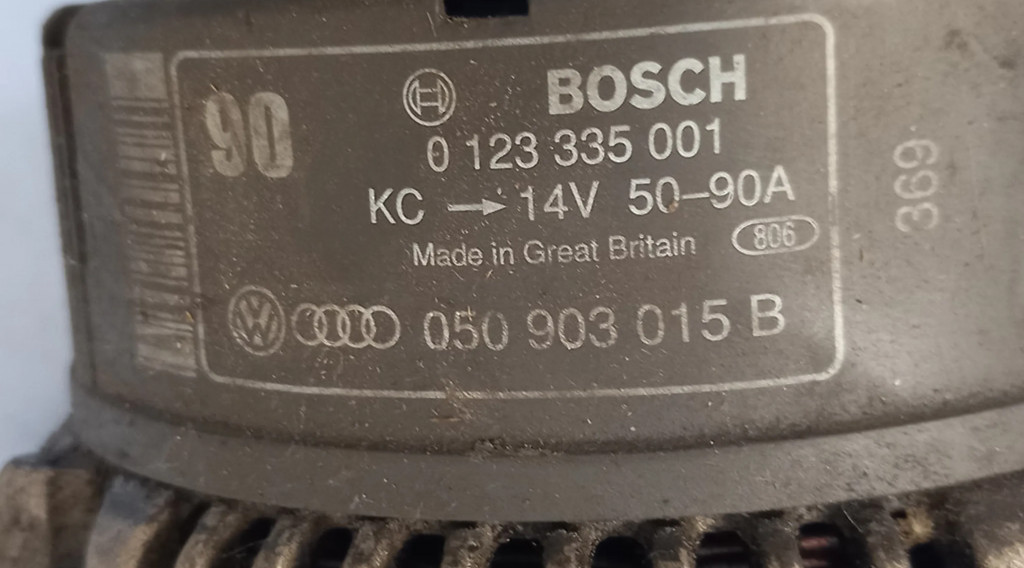 90
BOSCH
0 123 335 001
KC → 14V 50-90A
Made in Great Britain 806
VW 050 903 015 B
369